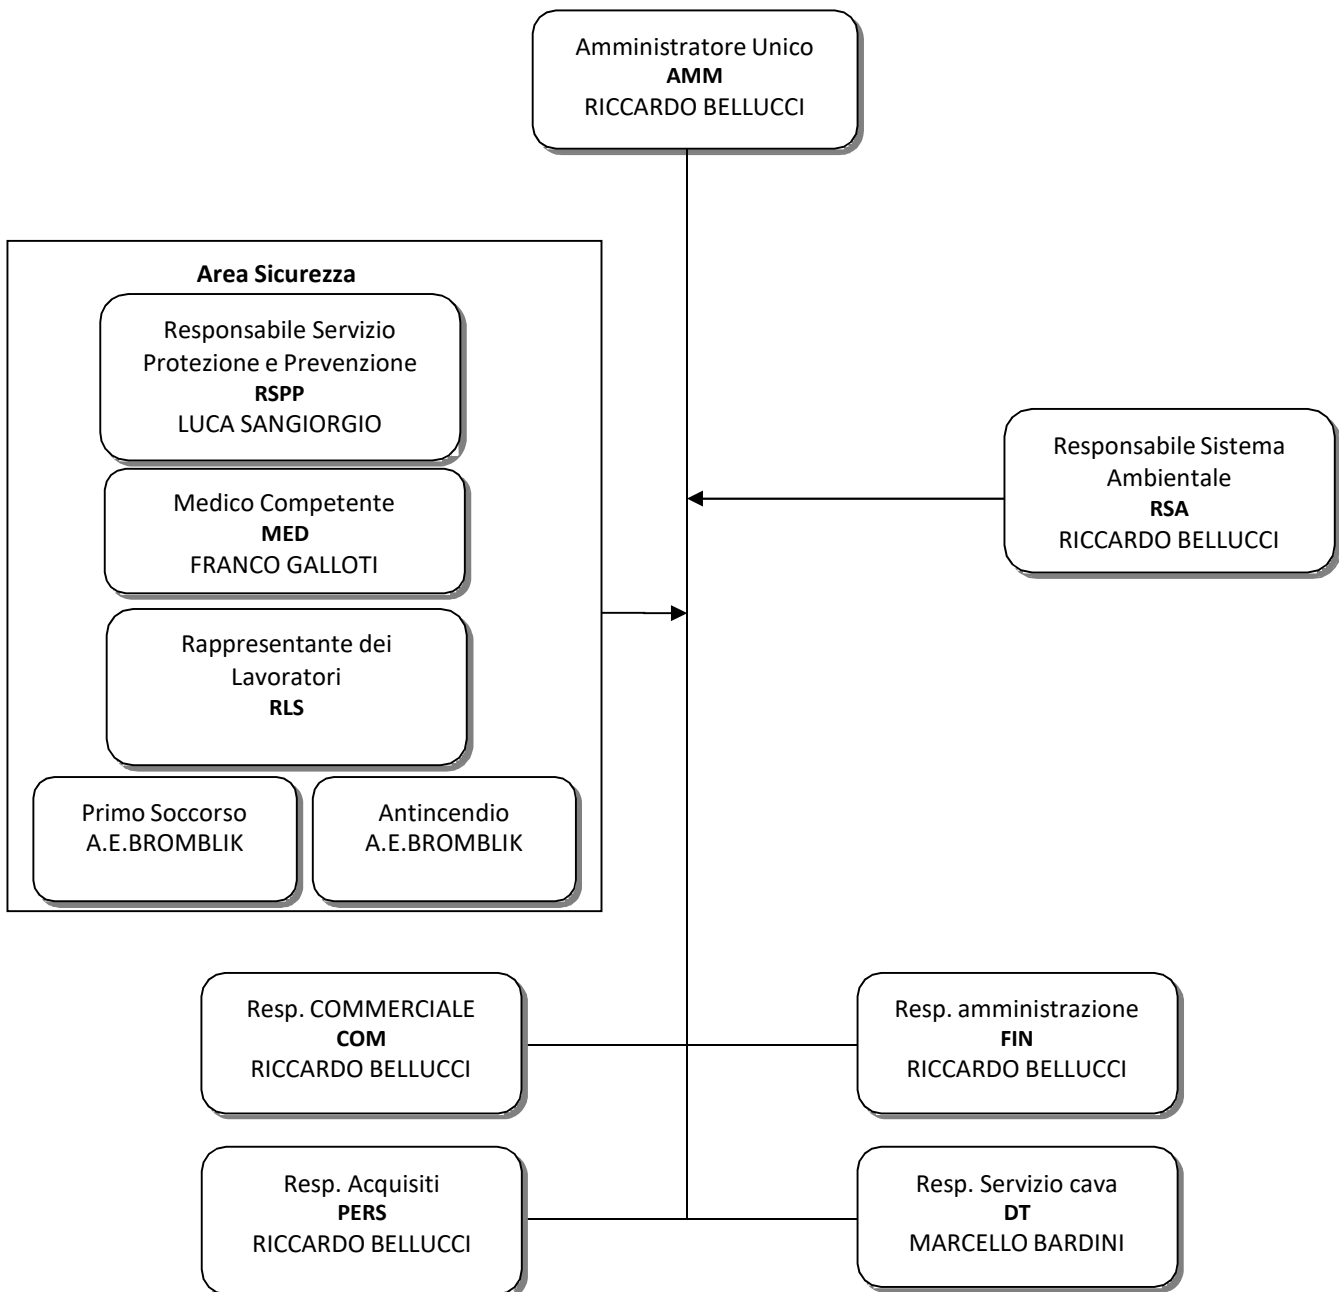 Amministratore Unico
AMM
RICCARDO BELLUCCI
Area Sicurezza
Responsabile Servizio
Protezione e Prevenzione
RSPP
LUCA SANGIORGIO
Medico Competente
MED
FRANCO GALLOTI
Rappresentante dei
Lavoratori
RLS
Primo Soccorso
A.E.BROMBLIK
Antincendio
A.E.BROMBLIK
Responsabile Sistema
Ambientale
RSA
RICCARDO BELLUCCI
Resp. COMMERCIALE
COM
RICCARDO BELLUCCI
Resp. amministrazione
FIN
RICCARDO BELLUCCI
Resp. Acquisiti
PERS
RICCARDO BELLUCCI
Resp. Servizio cava
DT
MARCELLO BARDINI